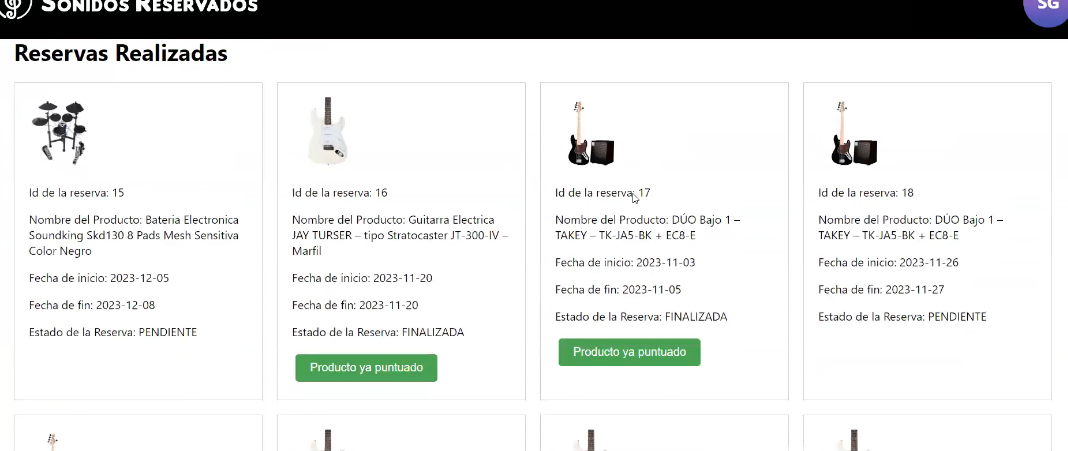 SONIDOS RESERVADOS
SG
Reservas Realizadas
Id de la reserva: 15
Nombre del Producto: Bateria Electronica
Soundking Skd130 8 Pads Mesh Sensitiva
Color Negro
Fecha de inicio: 2023-12-05
Fecha de fin: 2023-12-08
Estado de la Reserva: PENDIENTE
Id de la reserva: 16
Nombre del Producto: Guitarra Electrica
JAY TURSER – tipo Stratocaster JT-300-IV –
Marfil
Fecha de inicio: 2023-11-20
Fecha de fin: 2023-11-20
Estado de la Reserva: FINALIZADA
Producto ya puntuado
Id de la reserva: 17
Nombre del Producto: DÚO Bajo 1 –
TAKEY – TK-JA5-BK + EC8-E
Fecha de inicio: 2023-11-03
Fecha de fin: 2023-11-05
Estado de la Reserva: FINALIZADA
Producto ya puntuado
Id de la reserva: 18
Nombre del Producto: DÚO Bajo 1 –
TAKEY – TK-JA5-BK + EC8-E
Fecha de inicio: 2023-11-26
Fecha de fin: 2023-11-27
Estado de la Reserva: PENDIENTE